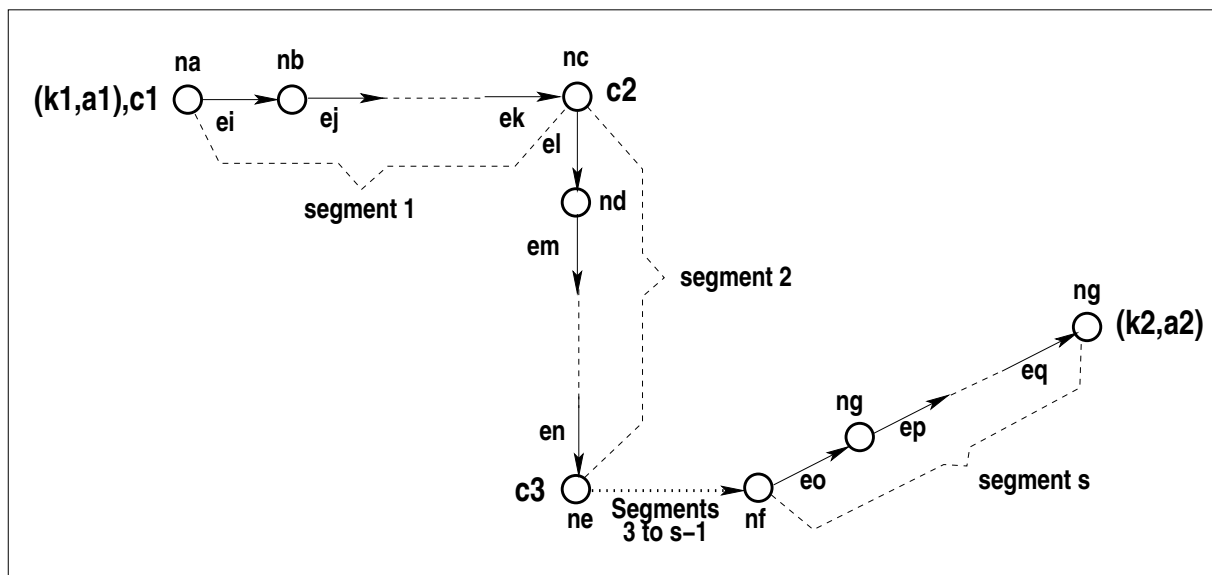 na
nb
nc
(k1,a1),c1
c2
ei
ej
ek
el
segment 1
nd
em
segment 2
ng
(k2,a2)
eq
ng
en
ep
eo
segment s
c3
Segments
3 to s−1
ne
nf